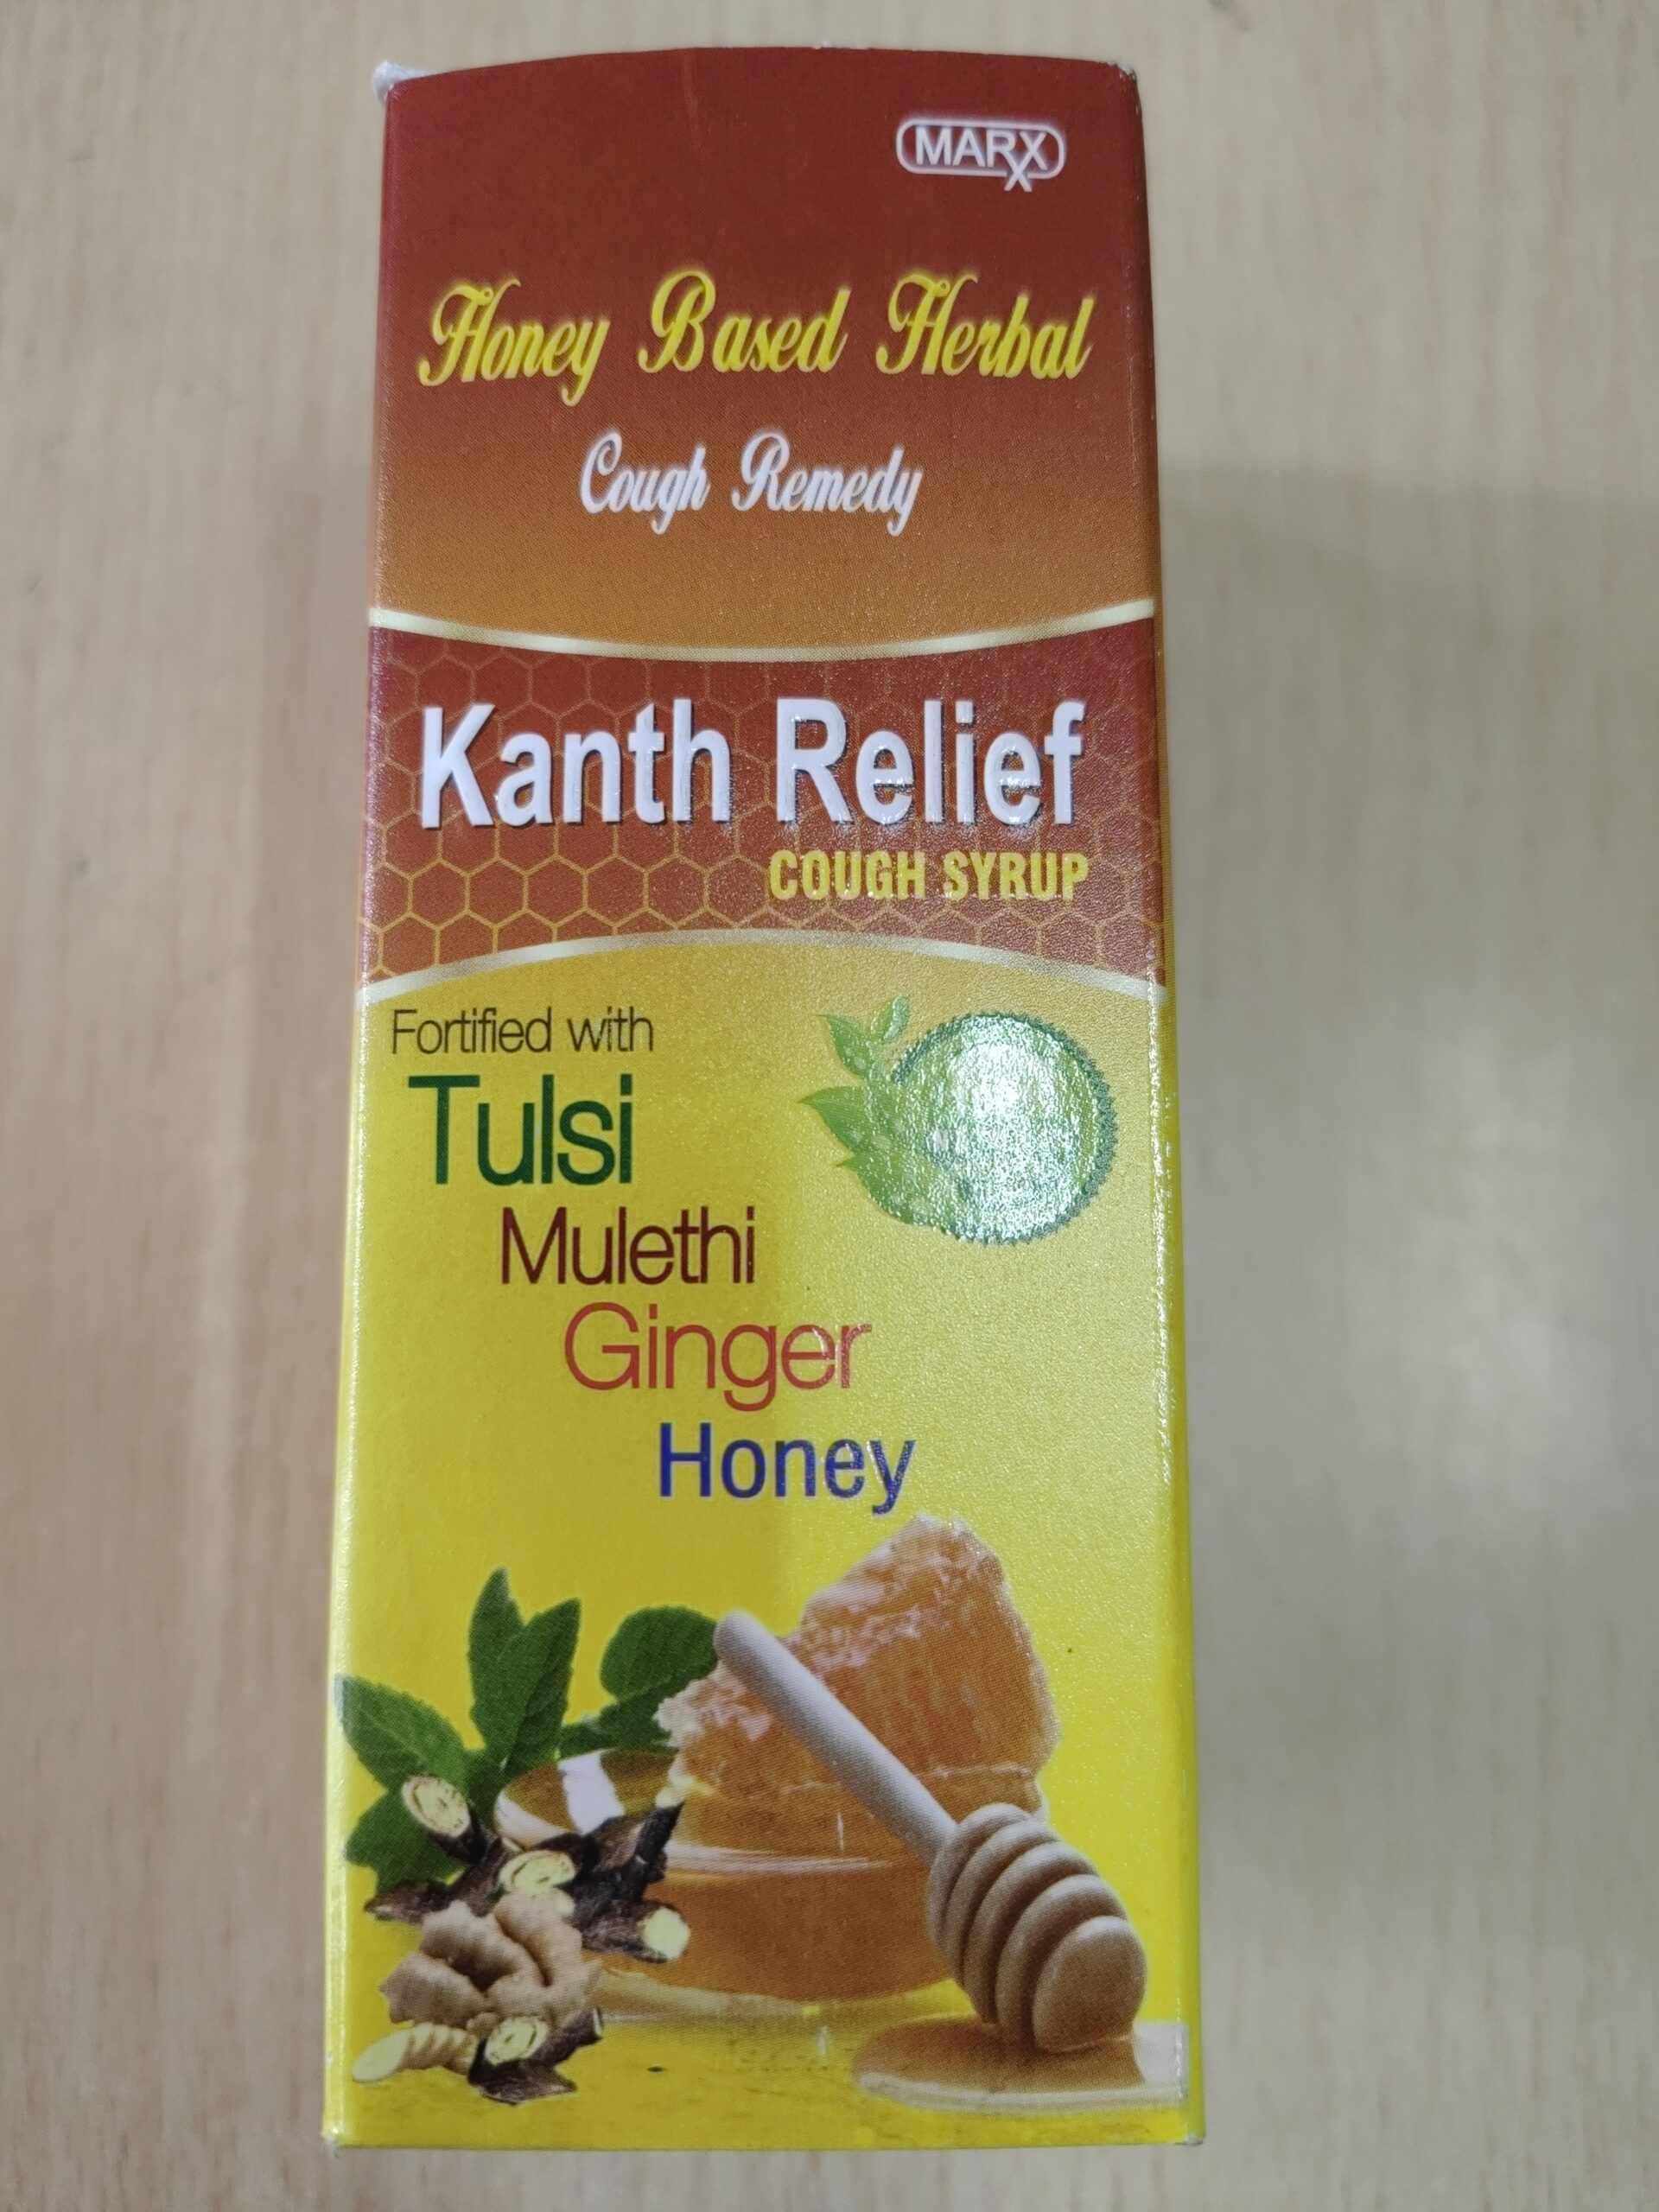 MARX
Honey Based Herbal
Cough Remedy
Kanth Relief
COUGH SYRUP
Fortified with
Tulsi
Mulethi
Ginger
Honey